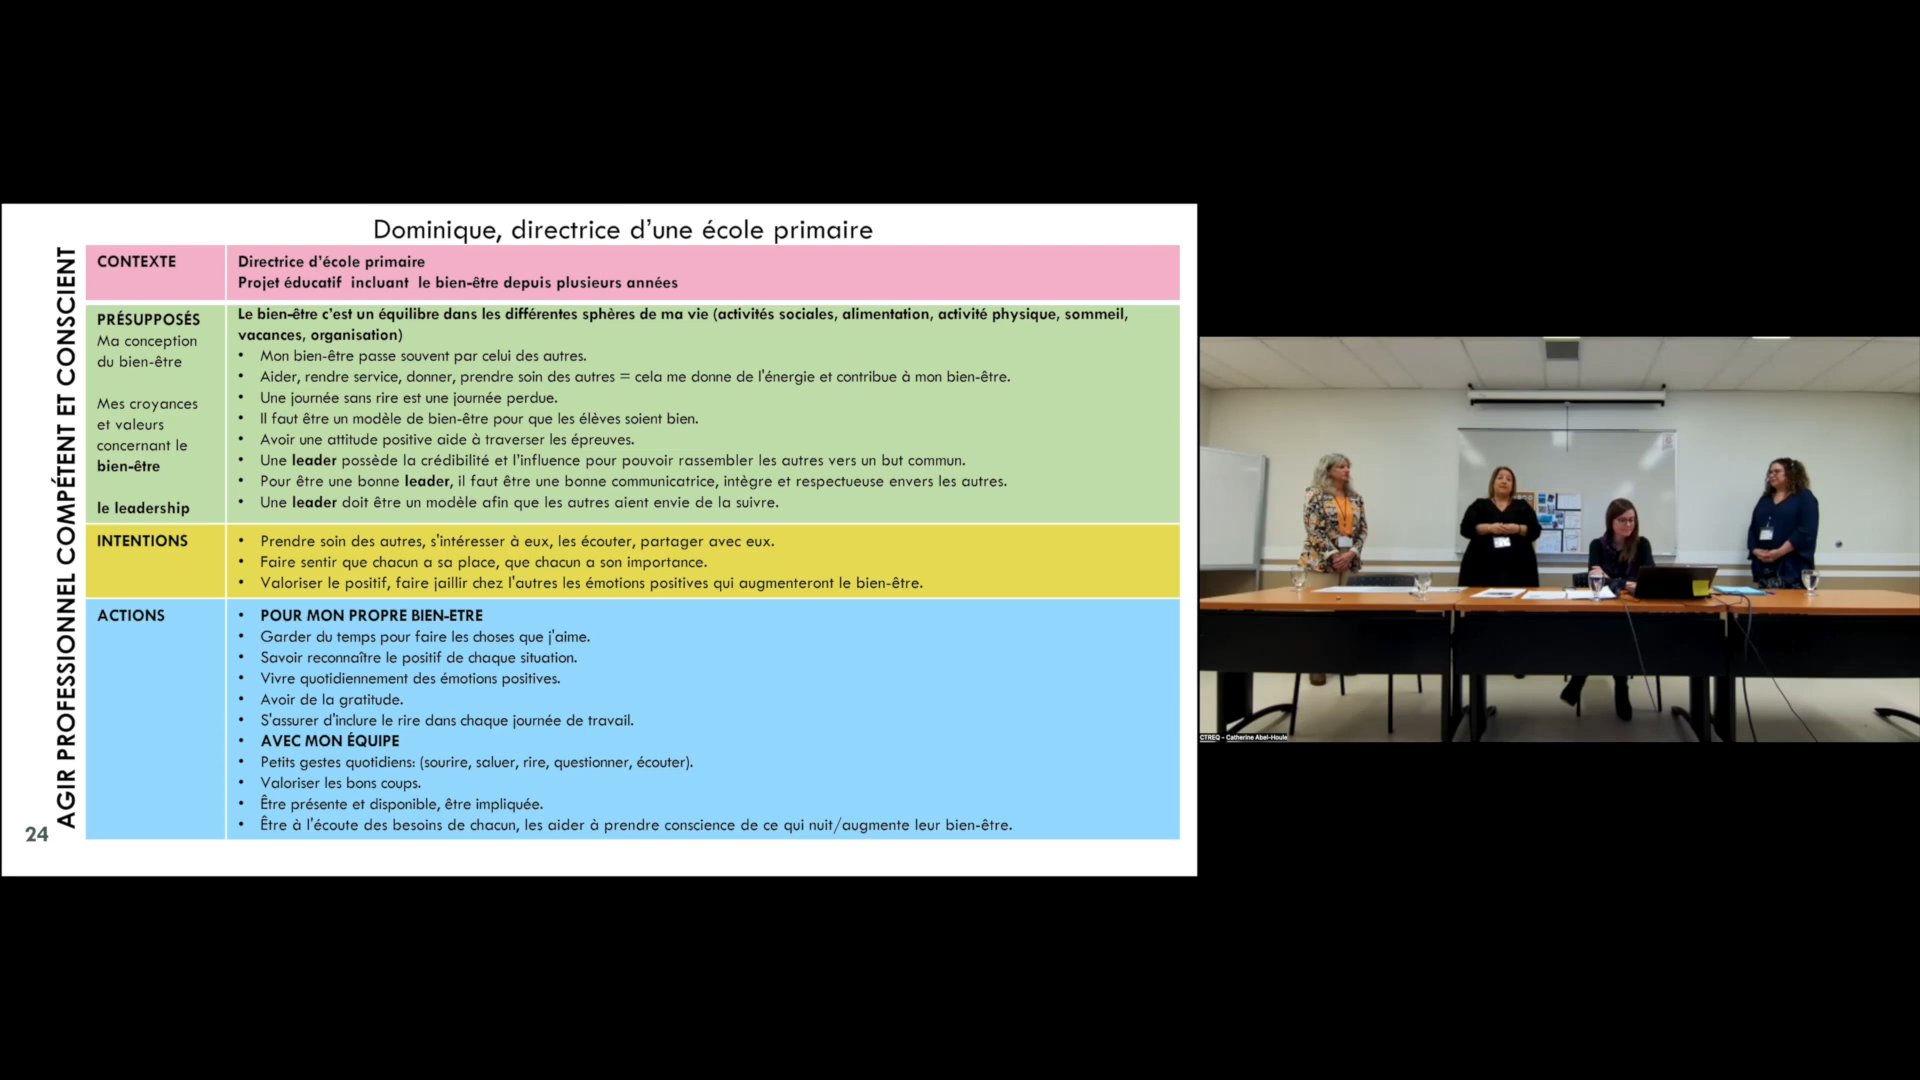 Dominique, directrice d'une école primaire
AGIR PROFESSIONNEL COMPÉTENT ET CONSCIENT
CONTEXTE
Directrice d'école primaire
Projet éducatif incluant le bien-être depuis plusieurs années
PRÉSUPPOSÉS
Ma conception
du bien-être
Mes croyances
et valeurs
concernant le
bien-être
le leadership
Le bien-être c'est un équilibre dans les différentes sphères de ma vie (activités sociales, alimentation, activité physique, sommeil,
vacances, organisation)
• Mon bien-être passe souvent par celui des autres.
• Aider, rendre service, donner, prendre soin des autres = cela me donne de l'énergie et contribue à mon bien-être.
• Une journée sans rire est une journée perdue.
• Il faut être un modèle de bien-être pour que les élèves soient bien.
• Avoir une attitude positive aide à traverser les épreuves.
• Une leader possède la crédibilité et l'influence pour pouvoir rassembler les autres vers un but commun.
• Pour être une bonne leader, il faut être une bonne communicatrice, intègre et respectueuse envers les autres.
• Une leader doit être un modèle afin que les autres aient envie de la suivre.
INTENTIONS
• Prendre soin des autres, s'intéresser à eux, les écouter, partager avec eux.
• Faire sentir que chacun a sa place, que chacun a son importance.
• Valoriser le positif, faire jaillir chez l'autres les émotions positives qui augmenteront le bien-être.
ACTIONS
• POUR MON PROPRE BIEN-ETRE
• Garder du temps pour faire les choses que j'aime.
• Savoir reconnaître le positif de chaque situation.
• Vivre quotidiennement des émotions positives.
• Avoir de la gratitude.
• S'assurer d'inclure le rire dans chaque journée de travail.
• AVEC MON ÉQUIPE
• Petits gestes quotidiens: (sourire, saluer, rire, questionner, écouter).
• Valoriser les bons coups.
• Être présente et disponible, être impliquée.
• Être à l'écoute des besoins de chacun, les aider à prendre conscience de ce qui nuit/augmente leur bien-être.
24
CTREQ - Catherine Abel-Houle